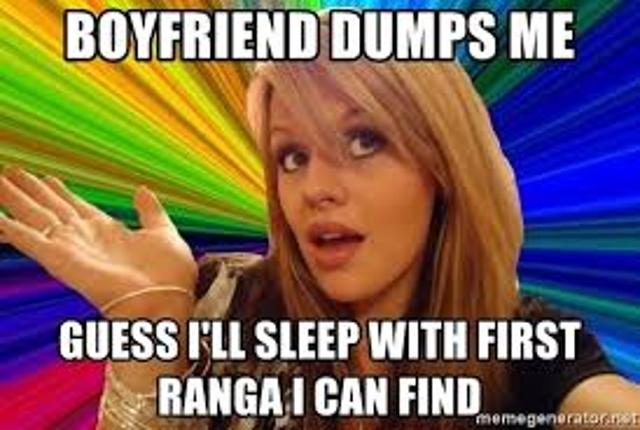 BOYFRIEND DUMPS ME
GUESS I'LL SLEEP WITH FIRST
RANGA I CAN FIND
memegenerator.net